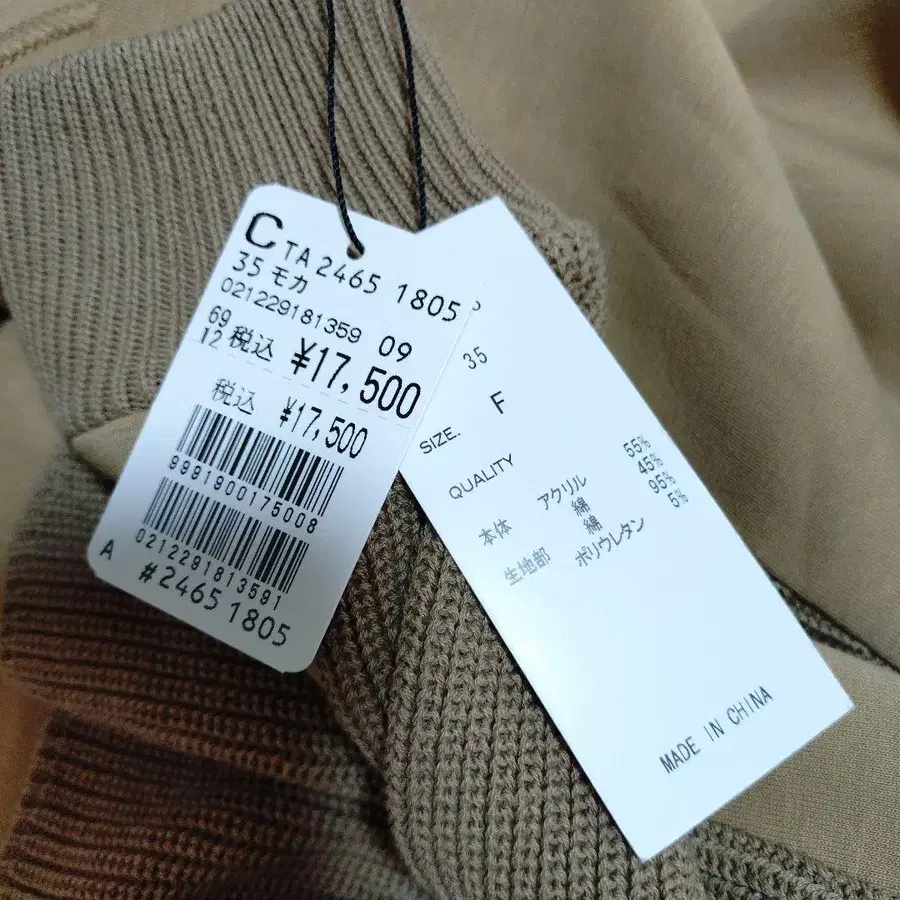 C TA 2465 1805
35 モカ
021229181359 09
69
12 税込 ¥17,500
税込 ¥17,500
9991900175008
0212291813591
A
#2465 1805
35
SIZE. F
QUALITY
本体 アクリル 55%
綿 45%
生地部 綿 95%
ポリウレタン 5%
MADE IN CHINA